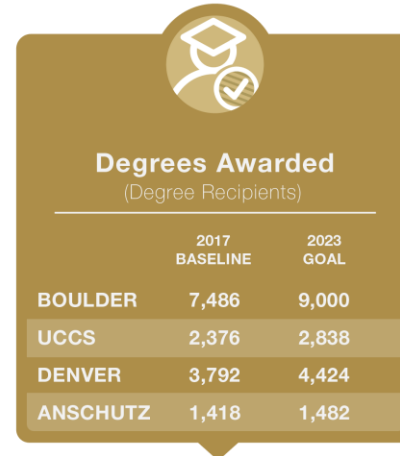 Degrees Awarded
(Degree Recipients)
2017 BASELINE 2023 GOAL
BOULDER 7,486 9,000
UCCS 2,376 2,838
DENVER 3,792 4,424
ANSCHUTZ 1,418 1,482